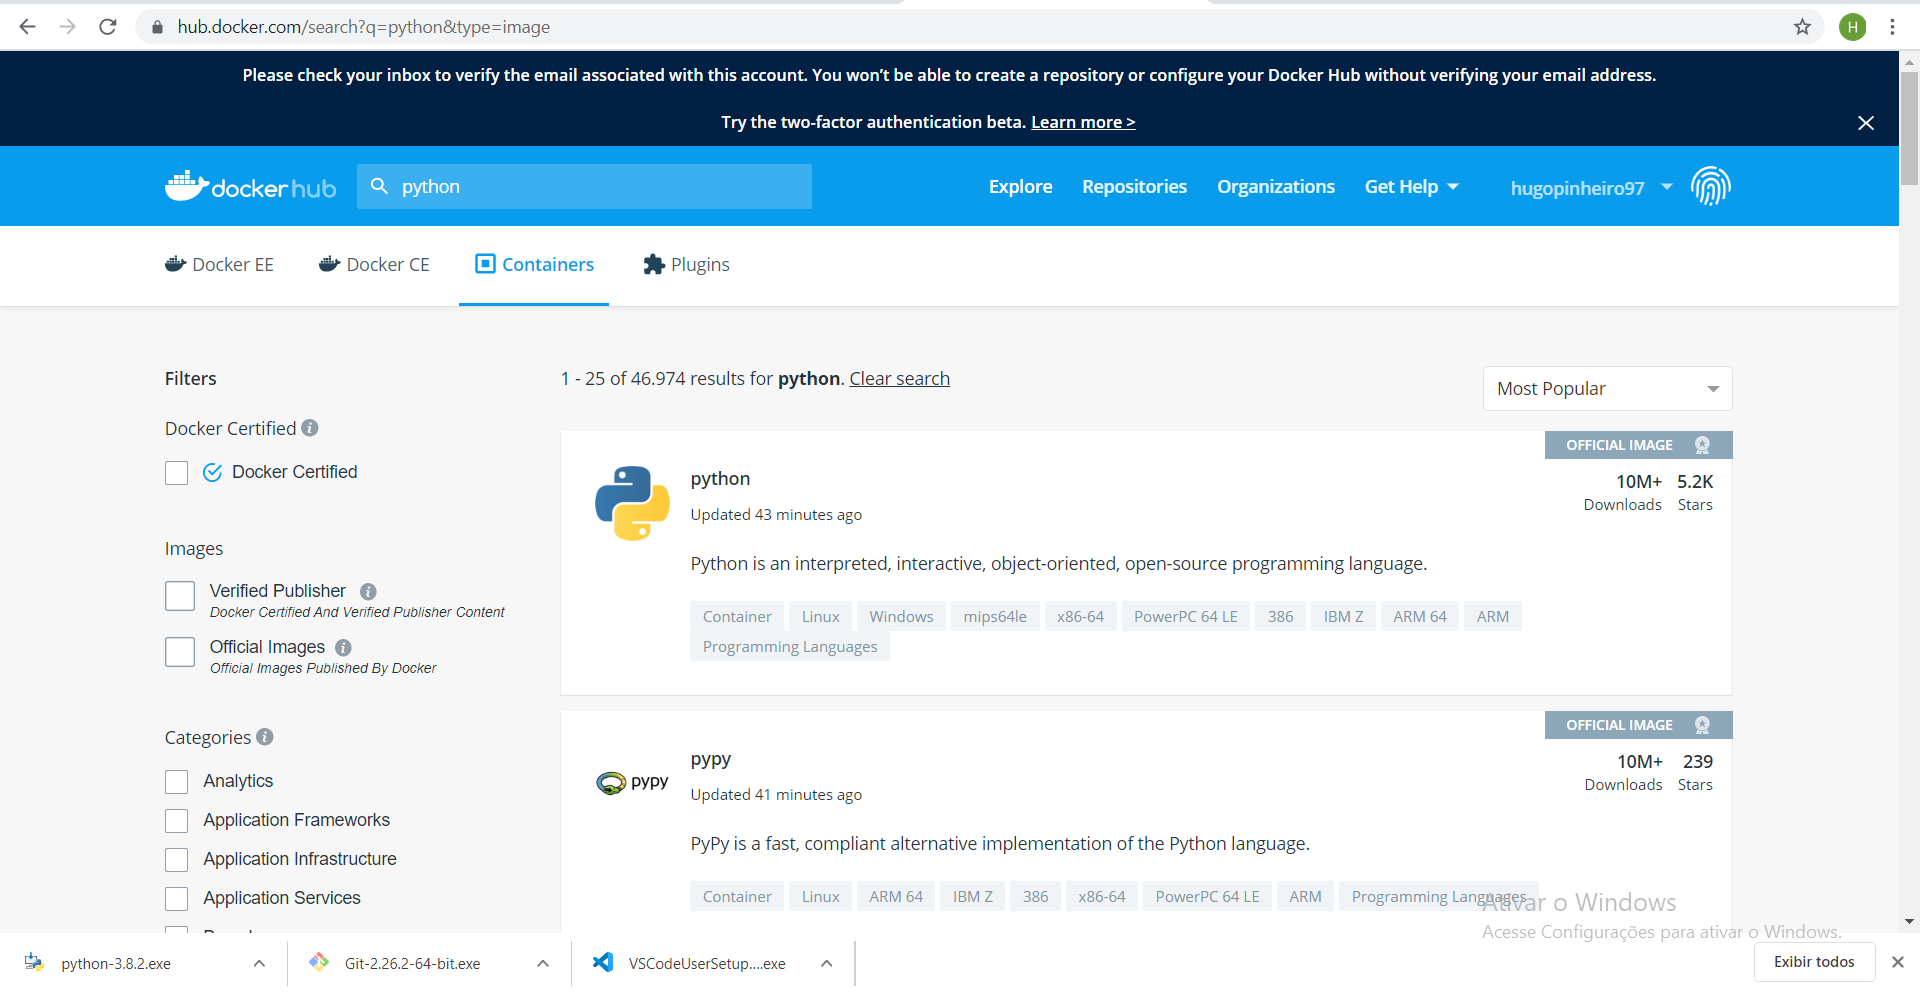 hub.docker.com/search?q=python&type=image
H
Please check your inbox to verify the email associated with this account. You won't be able to create a repository or configure your Docker Hub without verifying your email address.
Try the two-factor authentication beta. Learn more >
docker hub
python
Explore
Repositories
Organizations
Get Help
hugopinheiro97
Docker EE
Docker CE
Containers
Plugins
Filters
1 - 25 of 46.974 results for python. Clear search
Most Popular
Docker Certified
Docker Certified
Images
Verified Publisher
Docker Certified And Verified Publisher Content
Official Images
Official Images Published By Docker
Categories
Analytics
Application Frameworks
Application Infrastructure
Application Services
OFFICIAL IMAGE
python
10M+ 5.2K
Updated 43 minutes ago
Downloads Stars
Python is an interpreted, interactive, object-oriented, open-source programming language.
Container Linux Windows mips64le x86-64 PowerPC 64 LE 386 IBM Z ARM 64 ARM
Programming Languages
OFFICIAL IMAGE
pypy
pypy
10M+ 239
Updated 41 minutes ago
Downloads Stars
PyPy is a fast, compliant alternative implementation of the Python language.
Container Linux ARM 64 IBM Z 386 x86-64 PowerPC 64 LE ARM Programming Languages
Ativar o Windows
Acesse Configurações para ativar o Windows.
python-3.8.2.exe
Git-2.26.2-64-bit.exe
VSCodeUserSetup....exe
Exibir todos